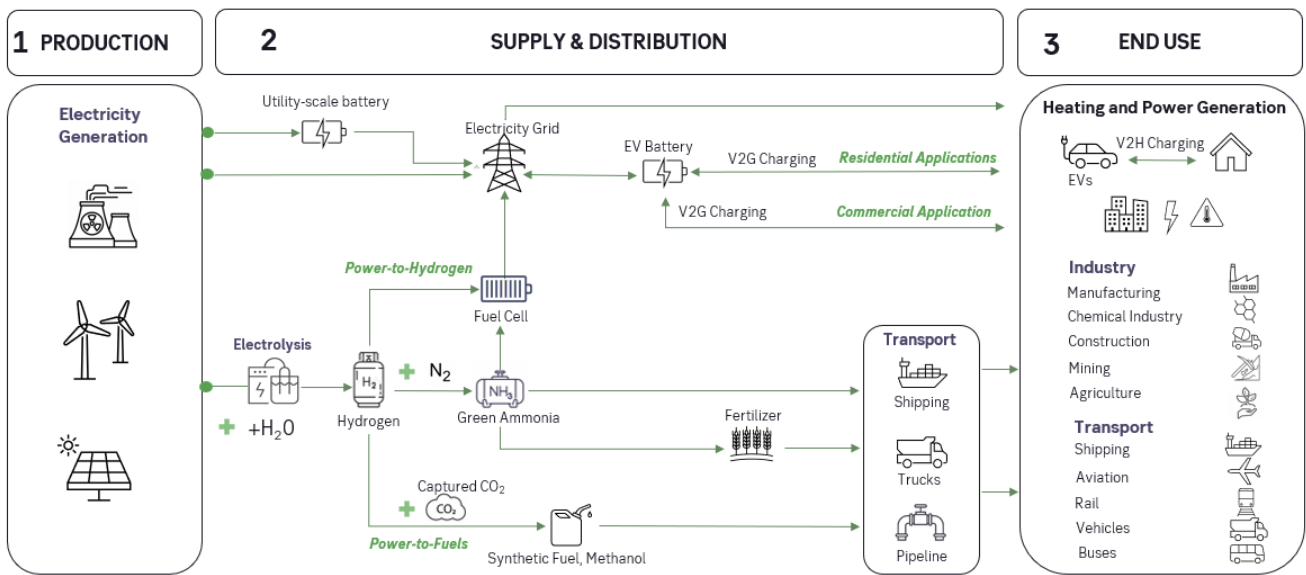 1 PRODUCTION
2 SUPPLY & DISTRIBUTION
3 END USE
Electricity
Generation
Utility-scale battery
Electricity Grid
EV Battery
V2G Charging
Residential Applications
V2G Charging
Commercial Application
Power-to-Hydrogen
Fuel Cell
Electrolysis
+H₂O
H₂
Hydrogen
N₂
NH₃
Green Ammonia
Fertilizer
Captured CO₂
CO₂
Power-to-Fuels
Synthetic Fuel, Methanol
Transport
Shipping
Trucks
Pipeline
Heating and Power Generation
V2H Charging
EVs
Industry
Manufacturing
Chemical Industry
Construction
Mining
Agriculture
Transport
Shipping
Aviation
Rail
Vehicles
Buses